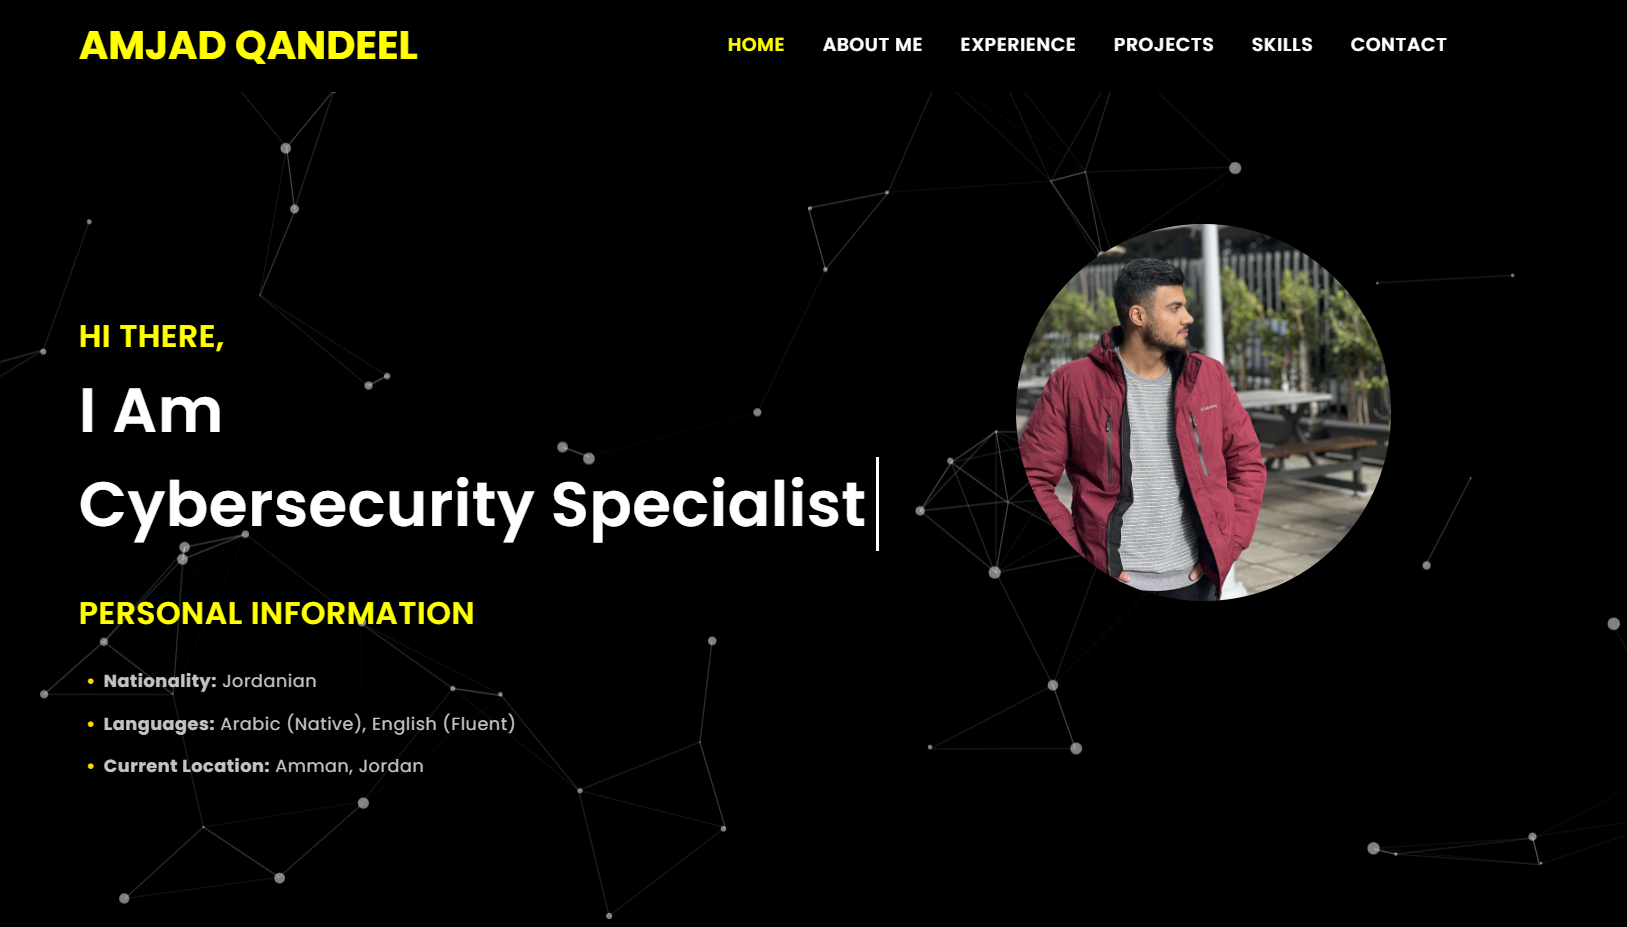 AMJAD QANDEEL
HOME ABOUT ME EXPERIENCE PROJECTS SKILLS CONTACT
HI THERE,
I Am
Cybersecurity Specialist
PERSONAL INFORMATION
• Nationality: Jordanian
• Languages: Arabic (Native), English (Fluent)
• Current Location: Amman, Jordan